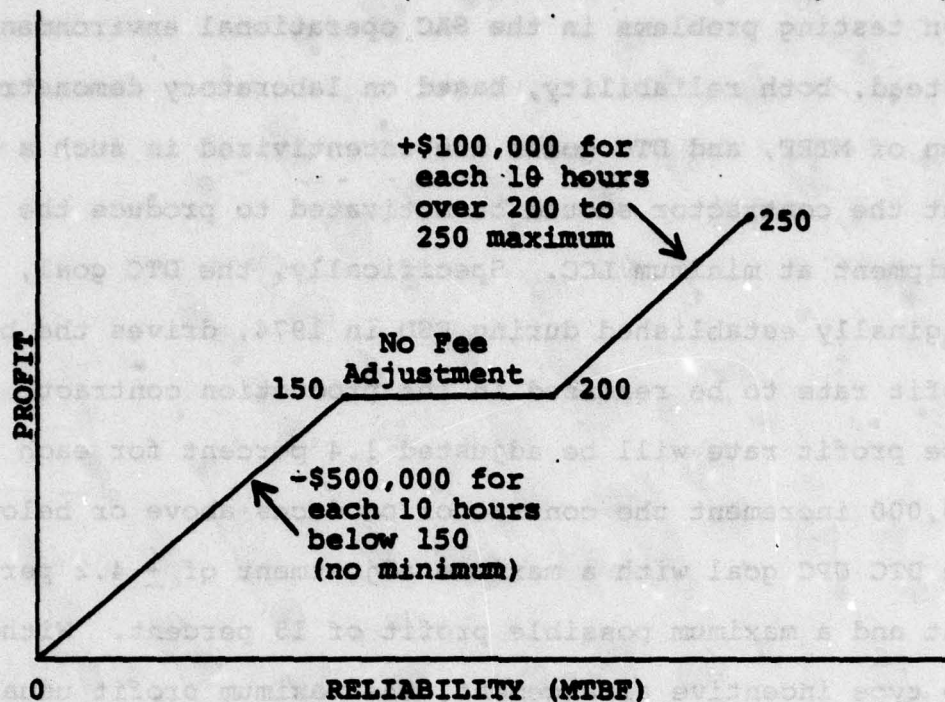 +$100,000 for
each 10 hours
over 200 to
250 maximum
250
No Fee
Adjustment
150
200
-$500,000 for
each 10 hours
below 150
(no minimum)
PROFIT
0
RELIABILITY (MTBF)